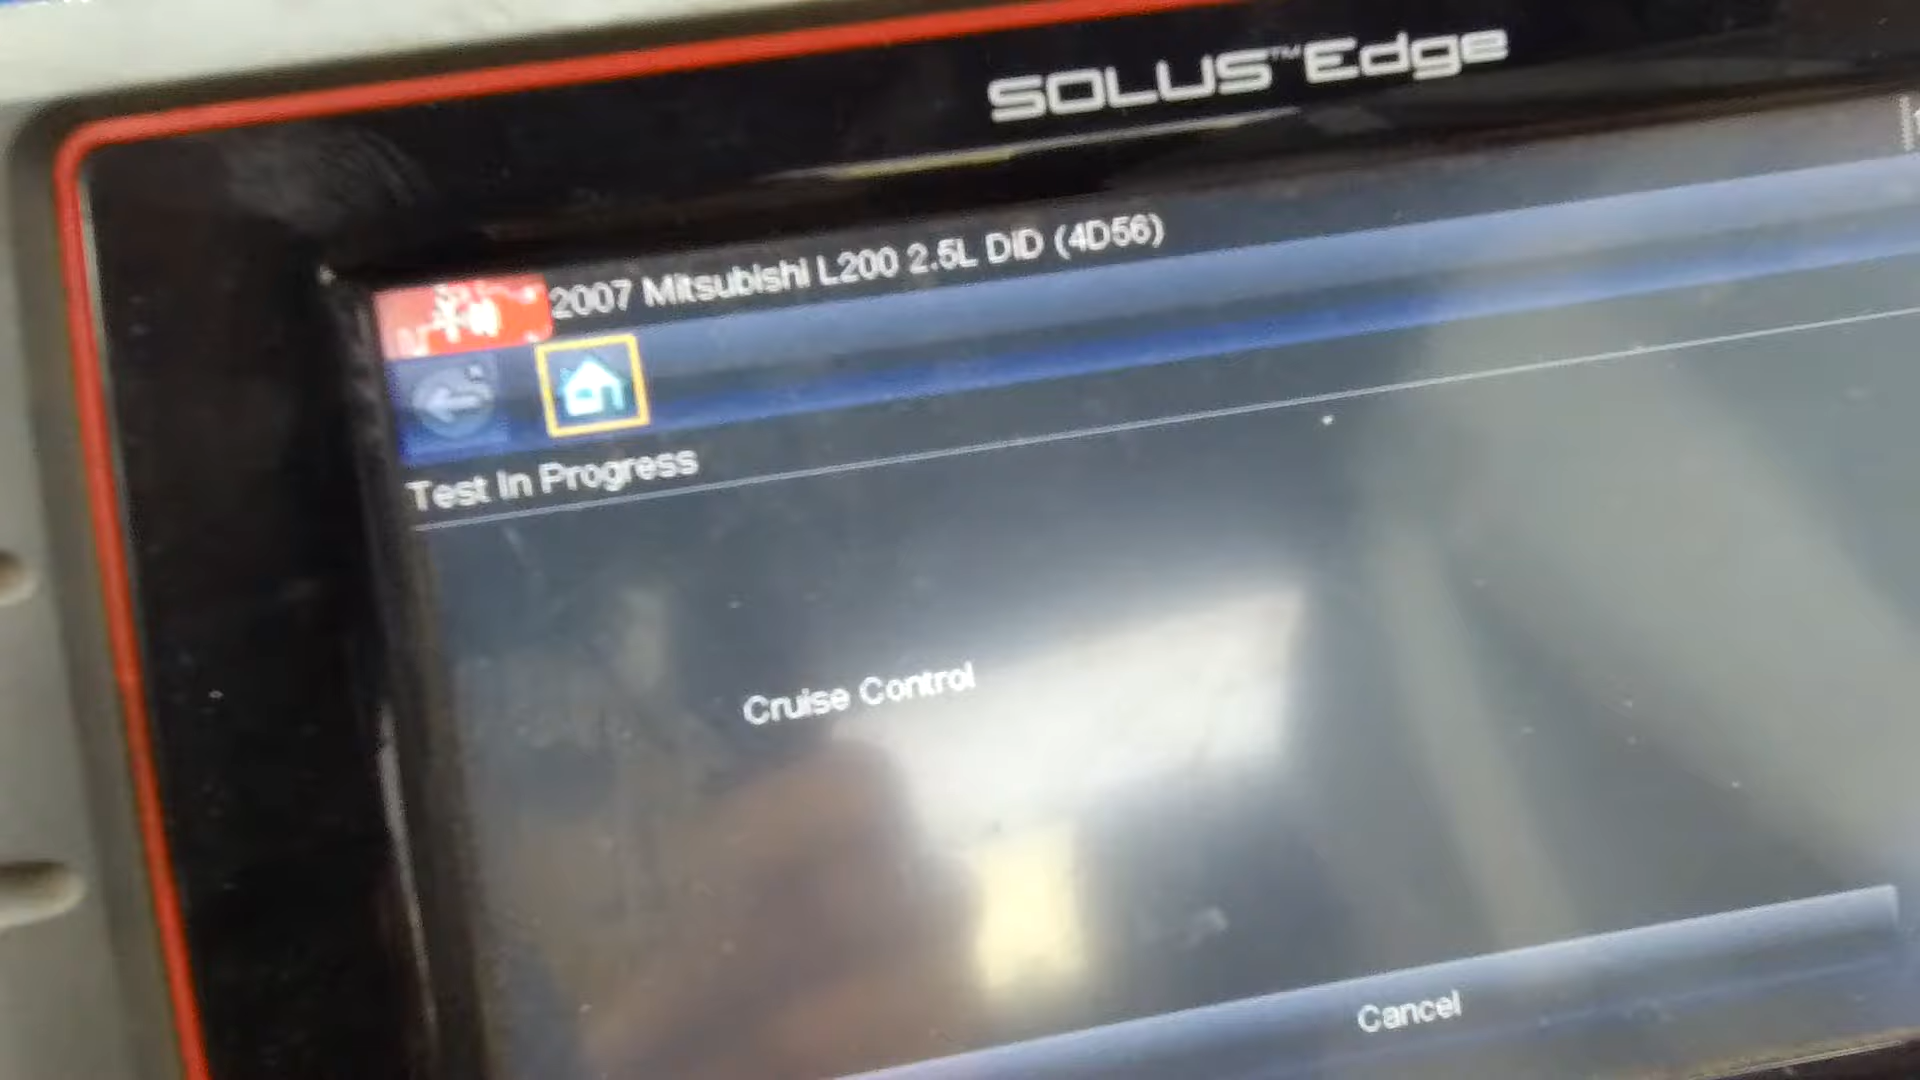 SOLUS™ Edge
2007 Mitsubishi L200 2.5L DiD (4D56)
Test In Progress
Cruise Control
Cancel